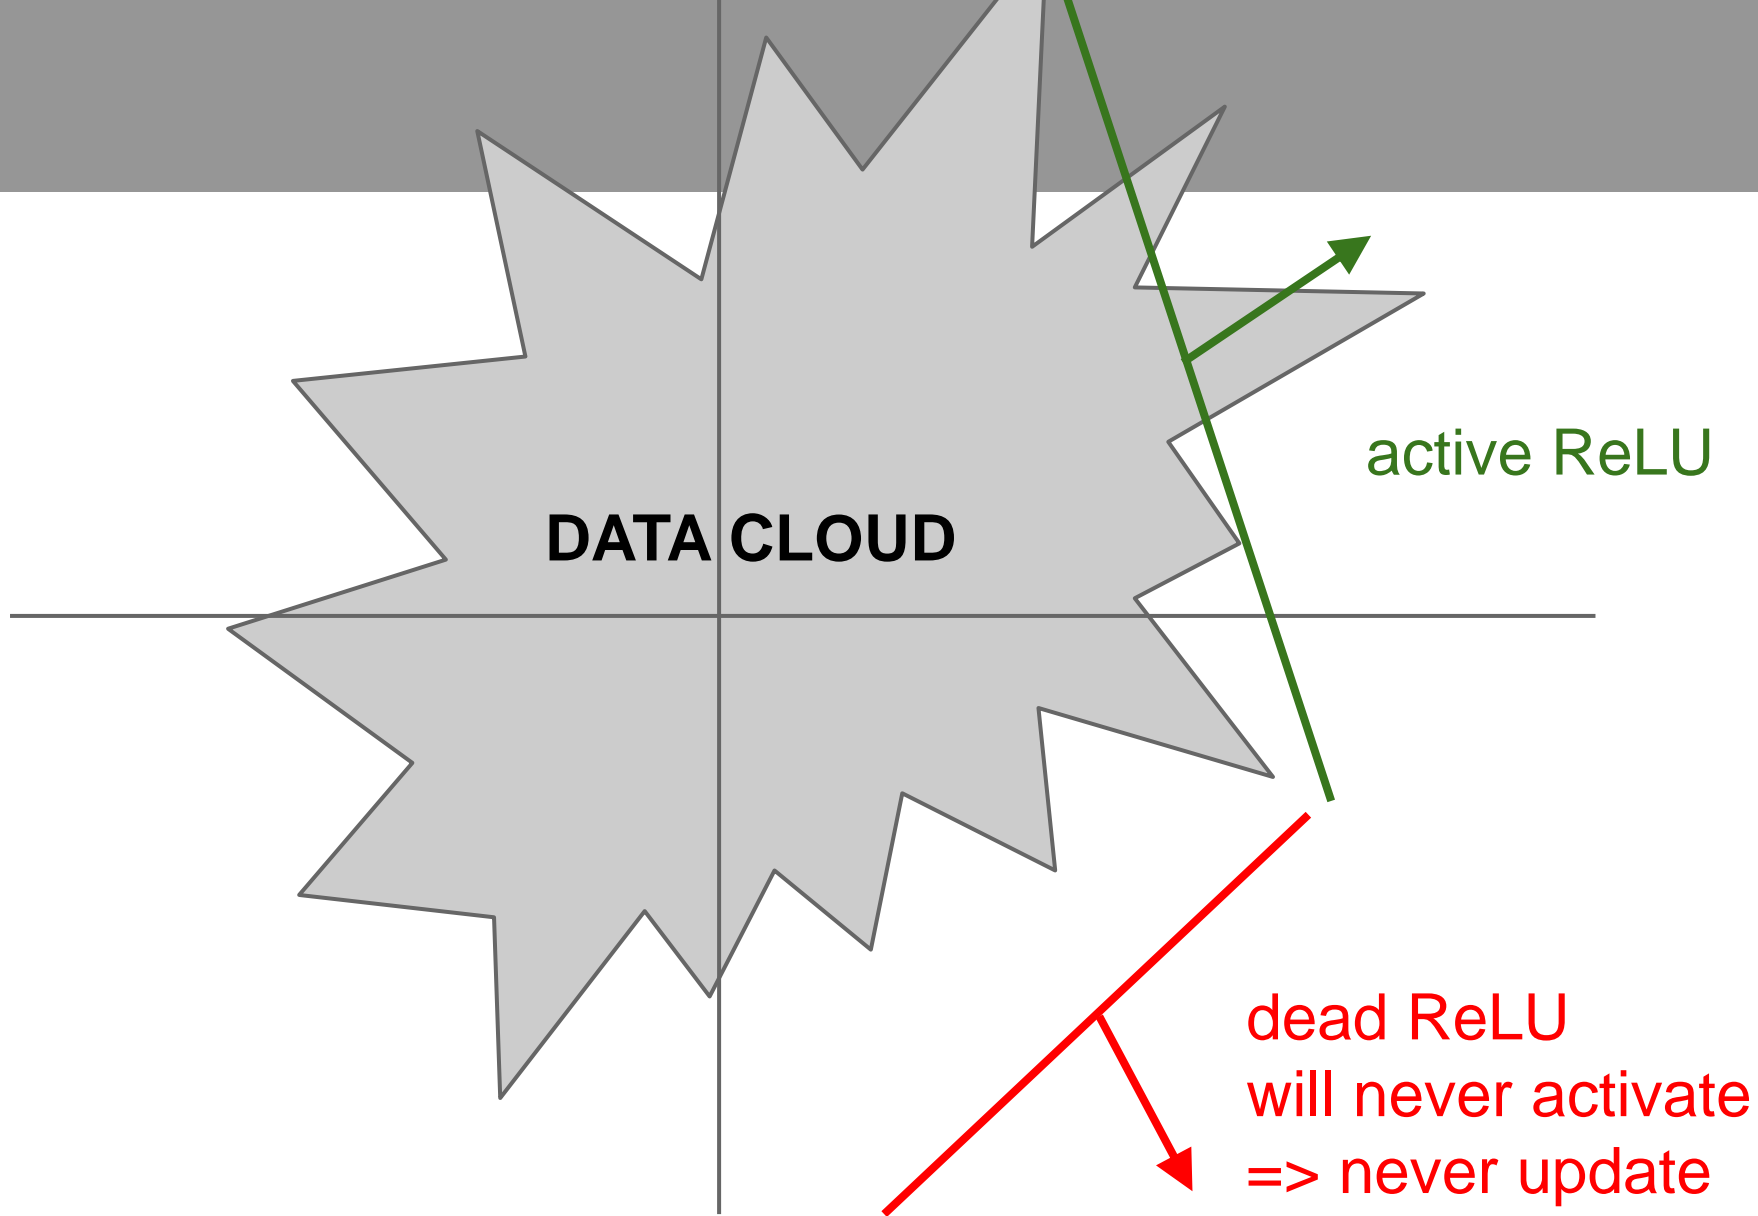 active ReLU
DATA CLOUD
dead ReLU
will never activate
=> never update